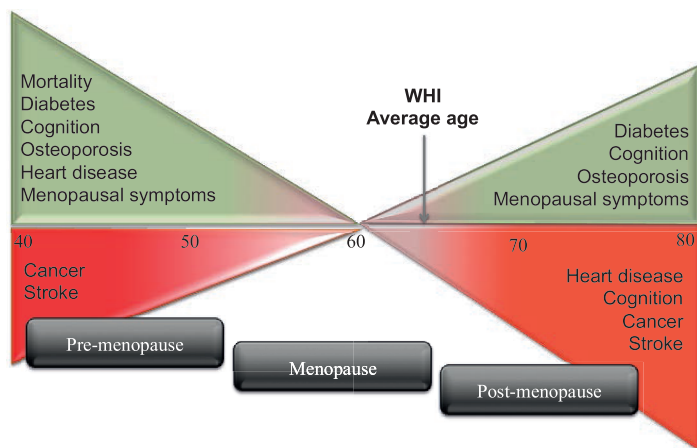 Mortality
Diabetes
Cognition
Osteoporosis
Heart disease
Menopausal symptoms
WHI
Average age
Diabetes
Cognition
Osteoporosis
Menopausal symptoms
40 50 60 70 80
Cancer
Stroke
Heart disease
Cognition
Cancer
Stroke
Pre-menopause
Menopause
Post-menopause